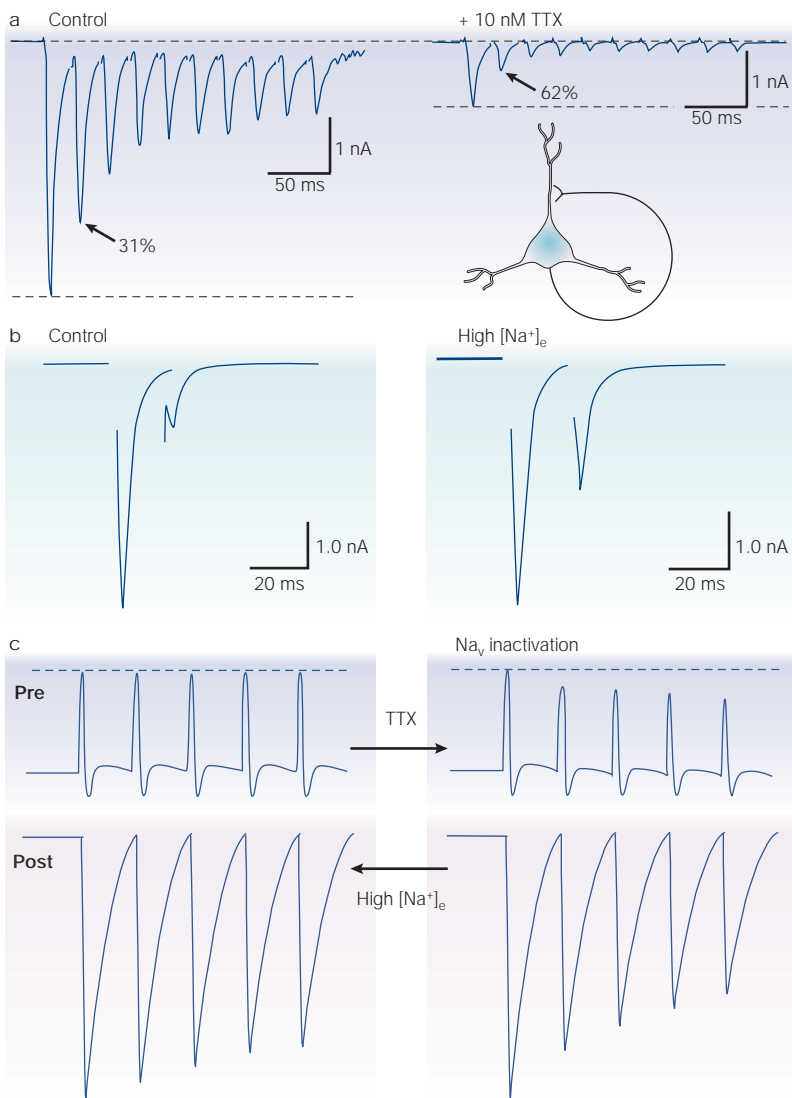 a Control
+ 10 nM TTX
1 nA
50 ms
31%
62%
1 nA
50 ms
b Control
High [Na⁺]ₑ
1.0 nA
20 ms
1.0 nA
20 ms
c
Naᵥ inactivation
Pre
TTX
Post
High [Na⁺]ₑ